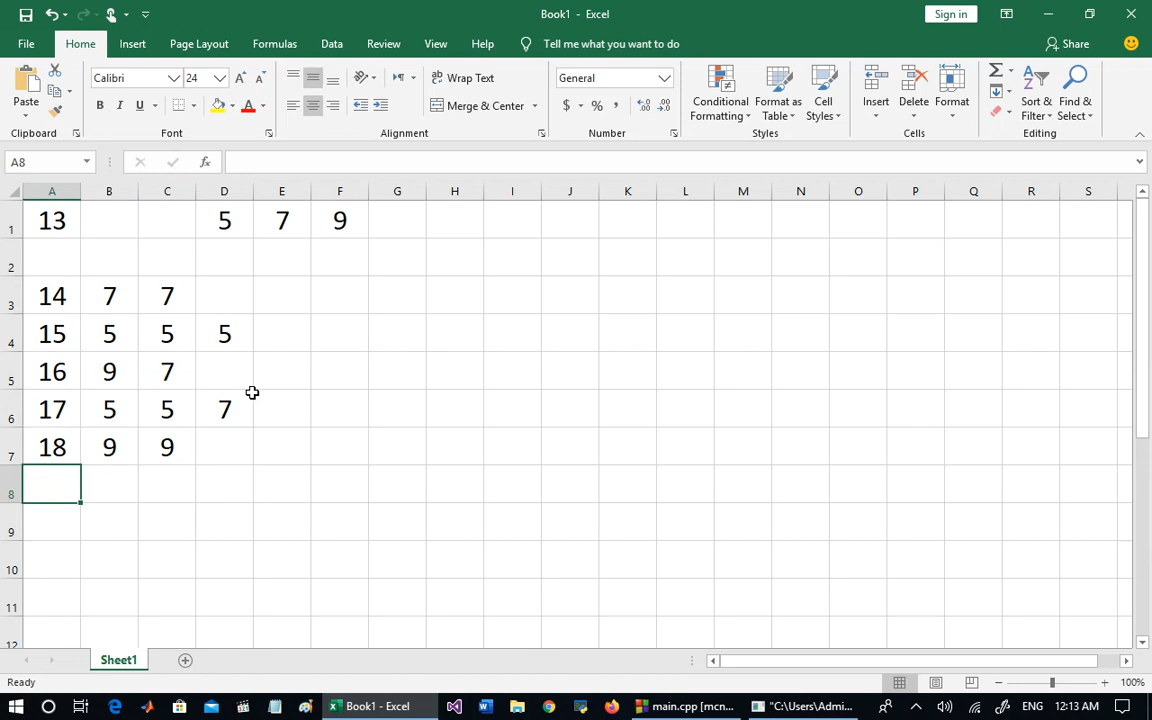 Book1 - Excel
Sign in
File Home Insert Page Layout Formulas Data Review View Help Tell me what you want to do Share
Paste
Calibri 24
Wrap Text
General
B I U
Merge & Center
$ % ,
Conditional Formatting
Format as Table
Cell Styles
Insert
Delete
Format
Sort & Filter
Find & Select
Clipboard Font Alignment Number Styles Cells Editing
A8 fx
A B C D E F G H I J K L M N O P Q R S
1 13 5 7 9
2
3 14 7 7
4 15 5 5 5
5 16 9 7
6 17 5 5 7
7 18 9 9
8
9
10
11
12
Sheet1
Ready 100%
Book1 - Excel main.cpp [mcn... "C:\Users\Admi... ENG 12:13 AM